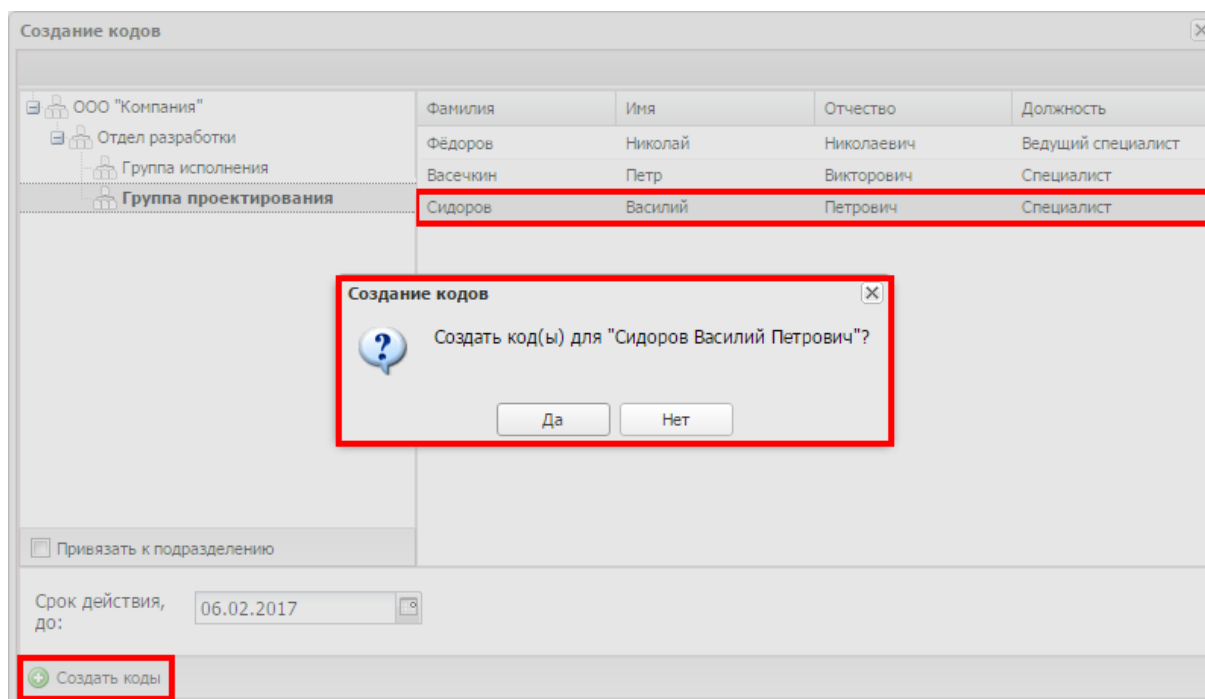 Создание кодов
ООО "Компания"
Отдел разработки
Группа исполнения
Группа проектирования
Фамилия Имя Отчество Должность
Фёдоров Николай Николаевич Ведущий специалист
Васечкин Петр Викторович Специалист
Сидоров Василий Петрович Специалист
Создание кодов
Создать код(ы) для "Сидоров Василий Петрович"?
Да Нет
Привязать к подразделению
Срок действия,
до:
06.02.2017
Создать коды